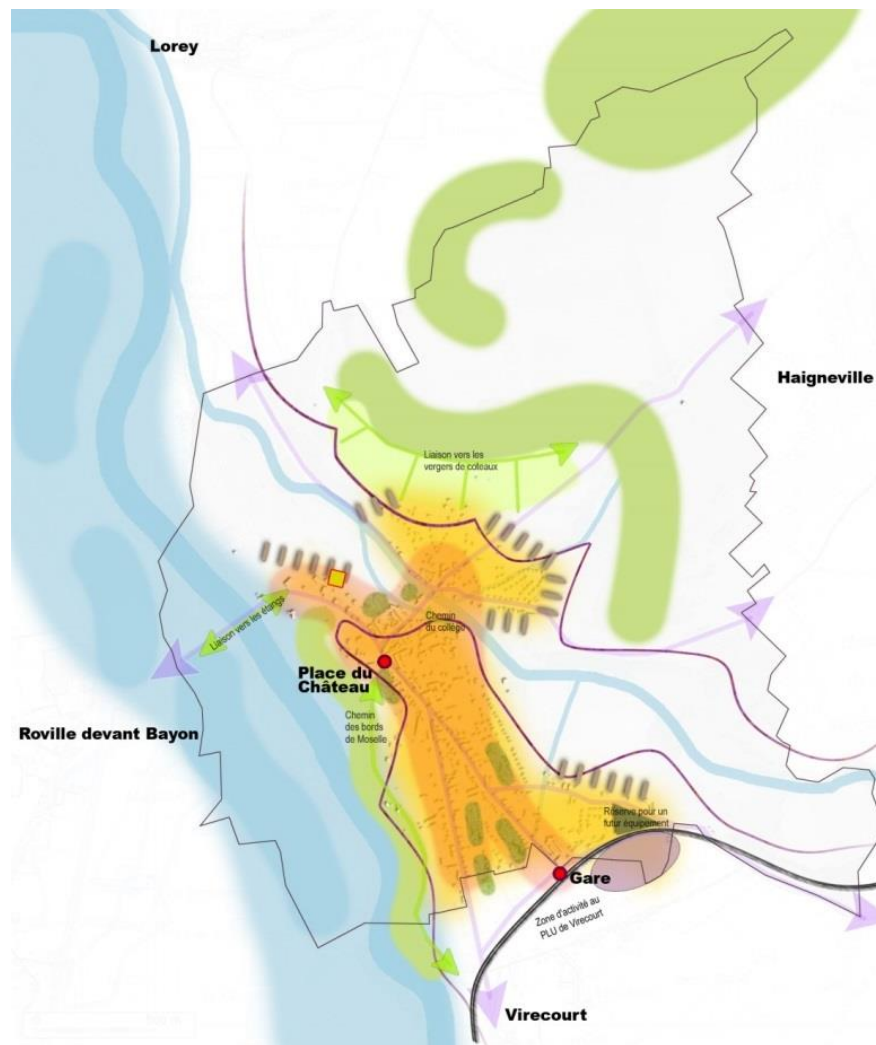 Lorey
Haigneville
Liaison vers les
vergers de coteaux
Chemin
du collège
Liaison vers les étangs
Place du
Château
Roville devant Bayon
Chemin
des bords
de Moselle
Réserve pour un
futur équipement
Gare
Zone d'activité au
PLU de Virecourt
Virecourt